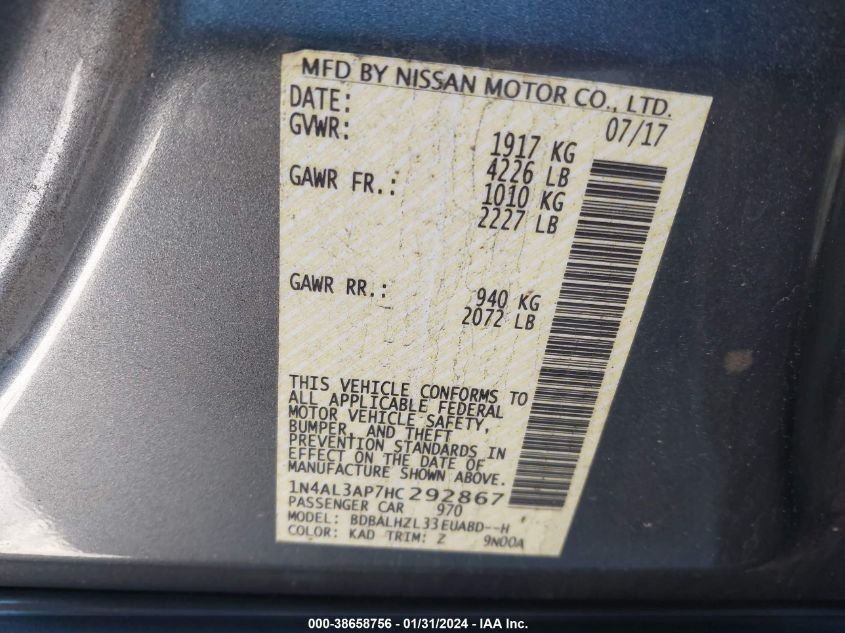 MFD BY NISSAN MOTOR CO., LTD.
DATE: 07/17
GVWR: 1917 KG
4226 LB
GAWR FR.: 1010 KG
2227 LB
GAWR RR.: 940 KG
2072 LB
THIS VEHICLE CONFORMS TO
ALL APPLICABLE FEDERAL
MOTOR VEHICLE SAFETY,
BUMPER, AND THEFT
PREVENTION STANDARDS IN
EFFECT ON THE DATE OF
MANUFACTURE SHOWN ABOVE.
1N4AL3AP7HC292867
PASSENGER CAR 970
MODEL: BDBALHZL33EUABD--H
COLOR: KAD TRIM: Z 9N00A
000-38658756 - 01/31/2024 - IAA Inc.